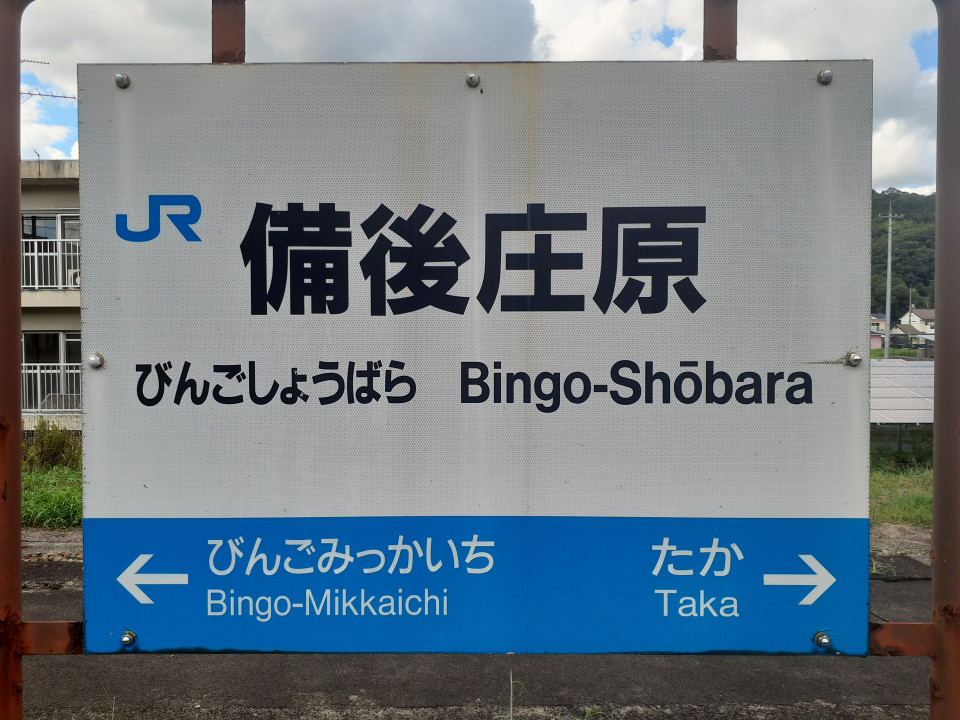 JR 備後庄原
びんごしょうばら Bingo-Shōbara
← びんごみっかいち たか →
Bingo-Mikkaichi Taka